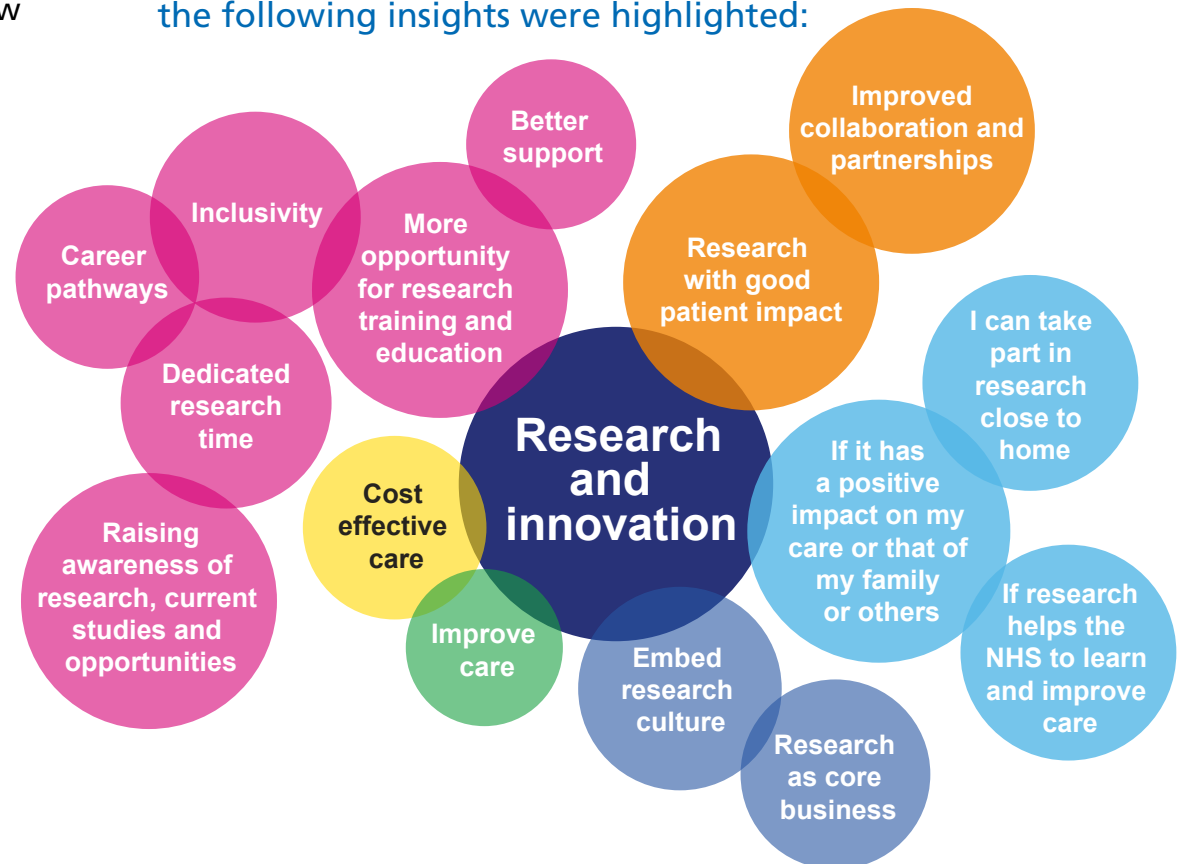 the following insights were highlighted:
Better
support
Improved
collaboration and
partnerships
Inclusivity
More
opportunity
for research
training and
education
Research
with good
patient impact
Career
pathways
I can take
part in
research
close to
home
Dedicated
research
time
Research
and
innovation
If it has
a positive
impact on my
care or that of
my family
or others
Cost
effective
care
Raising
awareness of
research, current
studies and
opportunities
Improve
care
Embed
research
culture
If research
helps the
NHS to learn
and improve
care
Research
as core
business